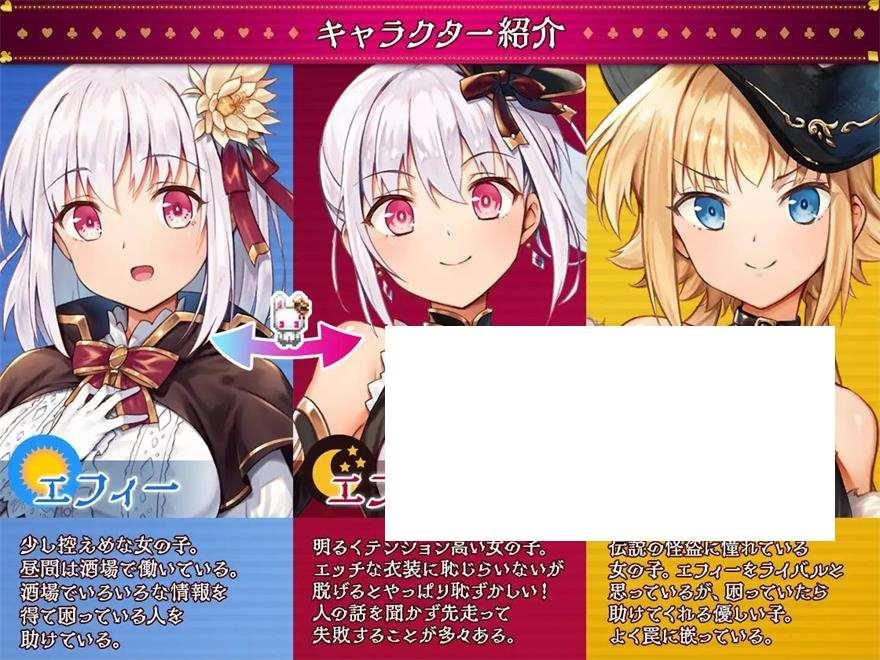 キャラクター紹介
エフィー
エフ
少し控えめな女の子。
昼間は酒場で働いている。
酒場でいろいろな情報を
得て困っている人を
助けている。
明るくテンション高い女の子。
エッチな衣装に恥じらいないが
脱げるとやっぱり恥ずかしい！
人の話を聞かず先走って
失敗することが多々ある。
伝説の怪盗に憧れている
女の子。エフィーをライバルと
思っているが、困っていたら
助けてくれる優しい子。
よく罠に嵌っている。